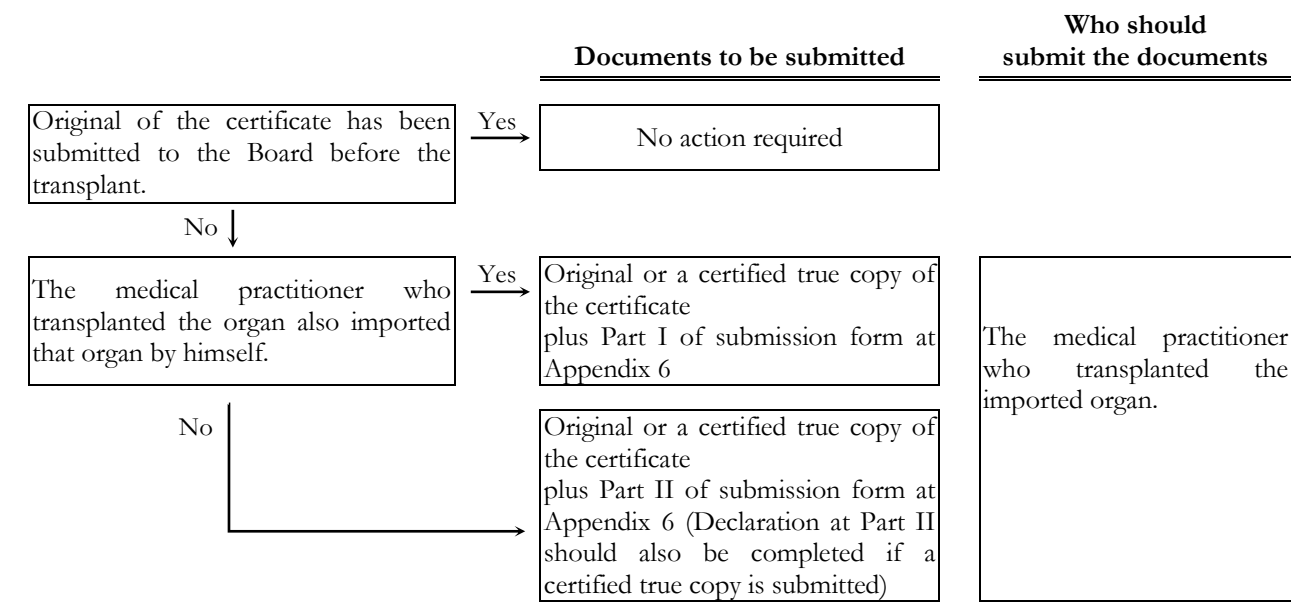 Who should
Documents to be submitted
submit the documents
Original of the certificate has been
submitted to the Board before the
transplant.
Yes
No action required
No
The medical practitioner who
transplanted the organ also imported
that organ by himself.
Yes
Original or a certified true copy of
the certificate
plus Part I of submission form at
Appendix 6
The medical practitioner
who transplanted the
imported organ.
No
Original or a certified true copy of
the certificate
plus Part II of submission form at
Appendix 6 (Declaration at Part II
should also be completed if a
certified true copy is submitted)